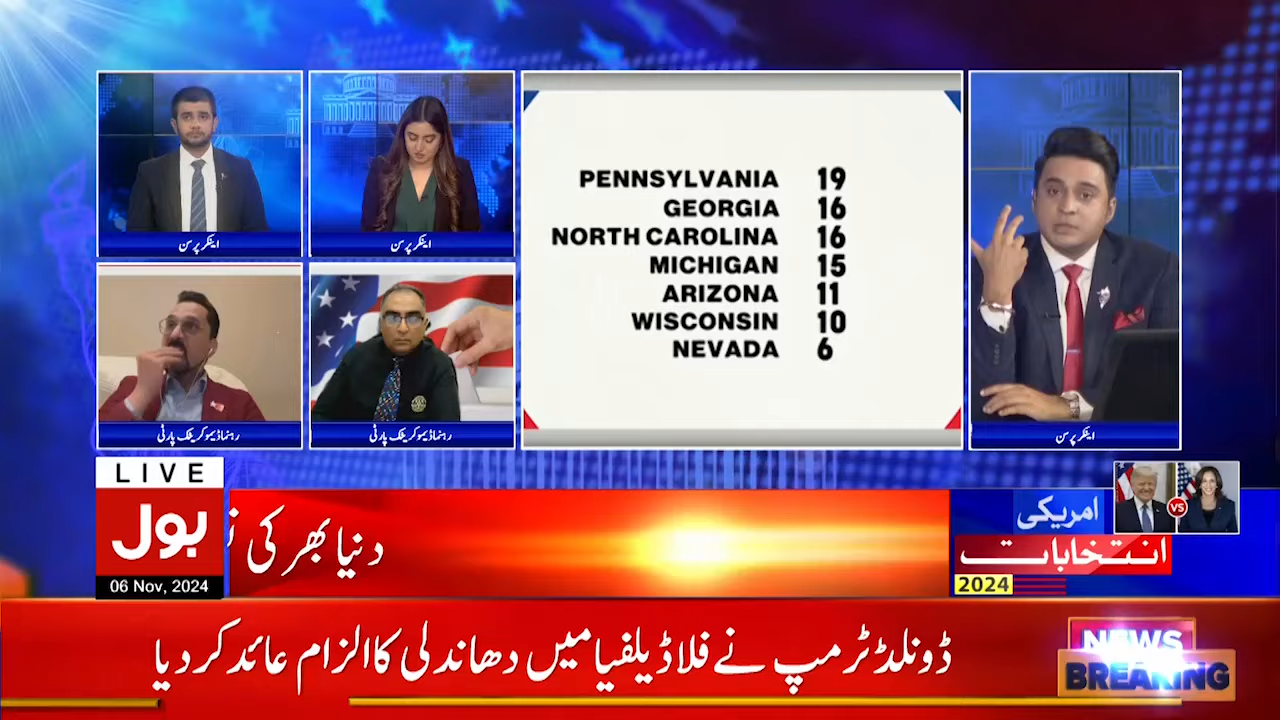 اینکر پرسن
اینکر پرسن
رہنما ڈیموکریٹک پارٹی
رہنما ڈیموکریٹک پارٹی
PENNSYLVANIA 19
GEORGIA 16
NORTH CAROLINA 16
MICHIGAN 15
ARIZONA 11
WISCONSIN 10
NEVADA 6
اینکر پرسن
LIVE
بول
06 Nov, 2024
دنیا بھر کی
امریکی
انتخابات
2024
VS
ڈونلڈ ٹرمپ نے فلاڈیلفیا میں دھاندلی کا الزام عائد کر دیا
NEWS
BREAKING